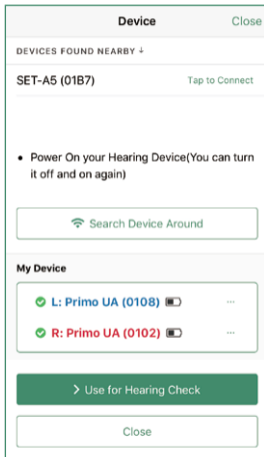 Device Close
DEVICES FOUND NEARBY ↓
SET-A5 (01B7) Tap to Connect
• Power On your Hearing Device(You can turn
it off and on again)
Search Device Around
My Device
L: Primo UA (0108) ...
R: Primo UA (0102) ...
> Use for Hearing Check
Close